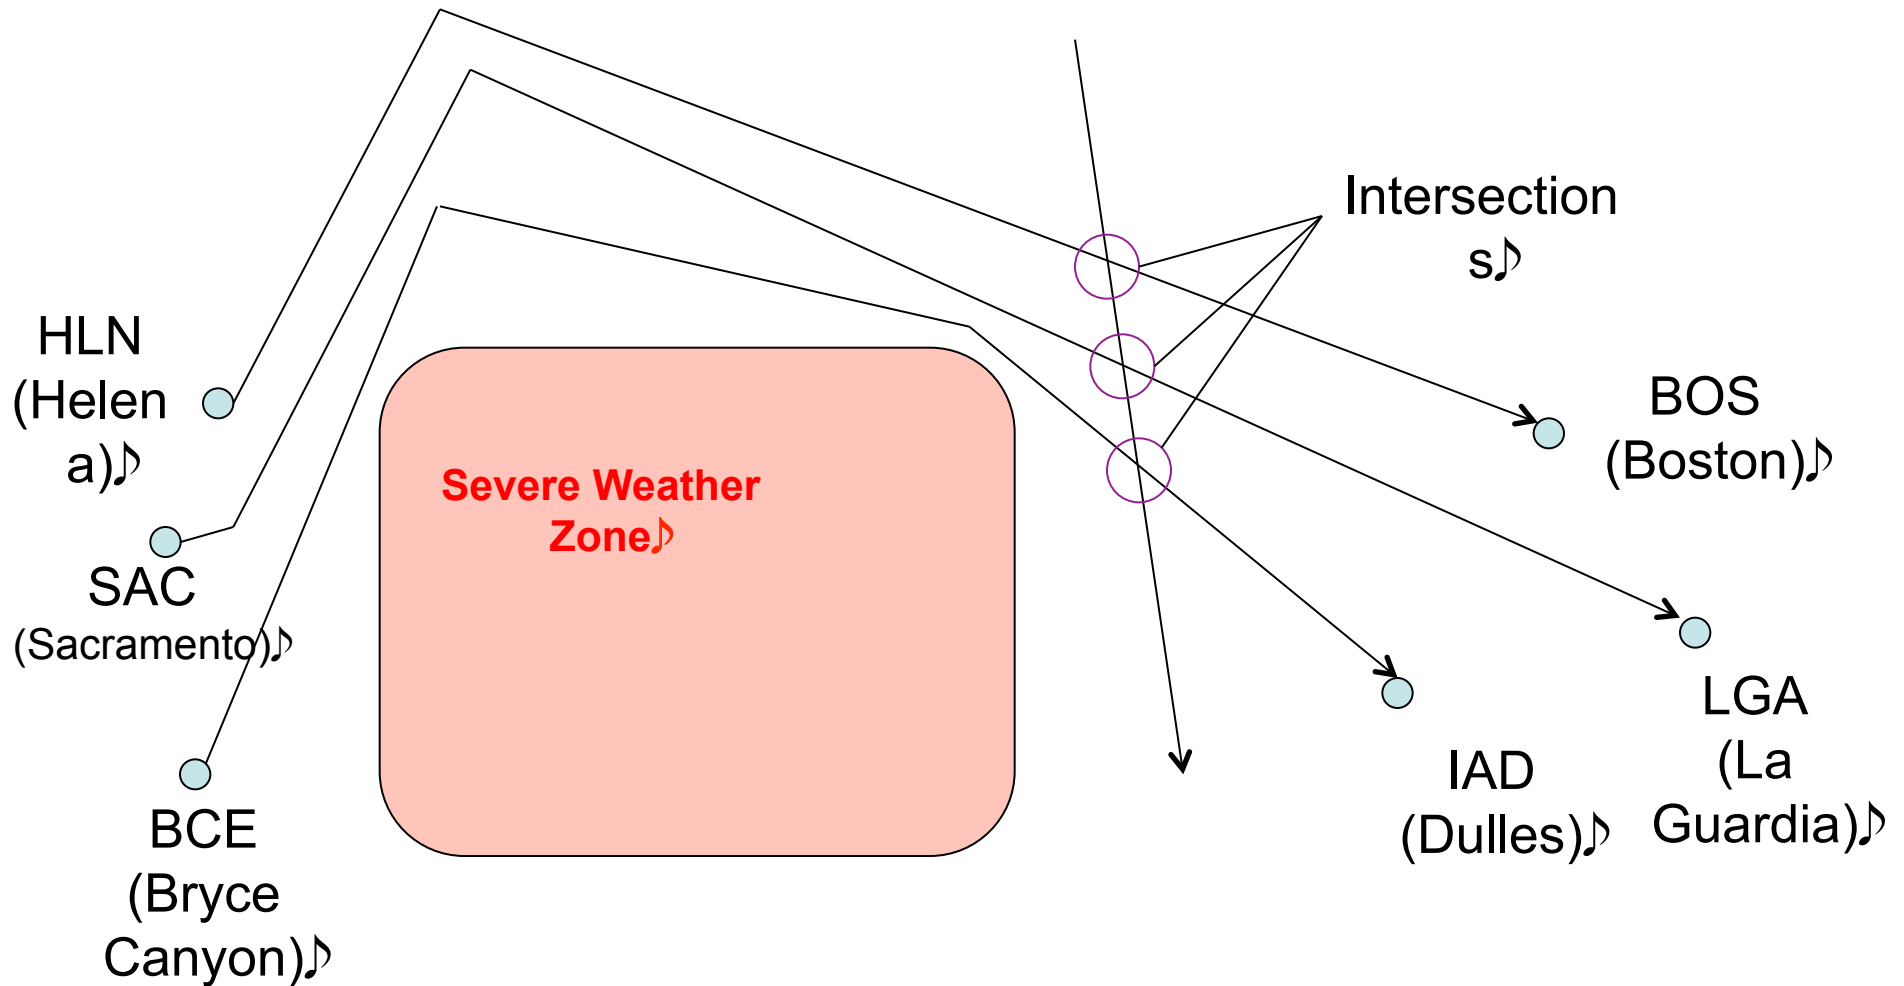 Intersection
s♪
HLN
(Helen
a)♪
BOS
(Boston)♪
Severe Weather
Zone♪
SAC
(Sacramento)♪
LGA
(La
Guardia)♪
IAD
(Dulles)♪
BCE
(Bryce
Canyon)♪